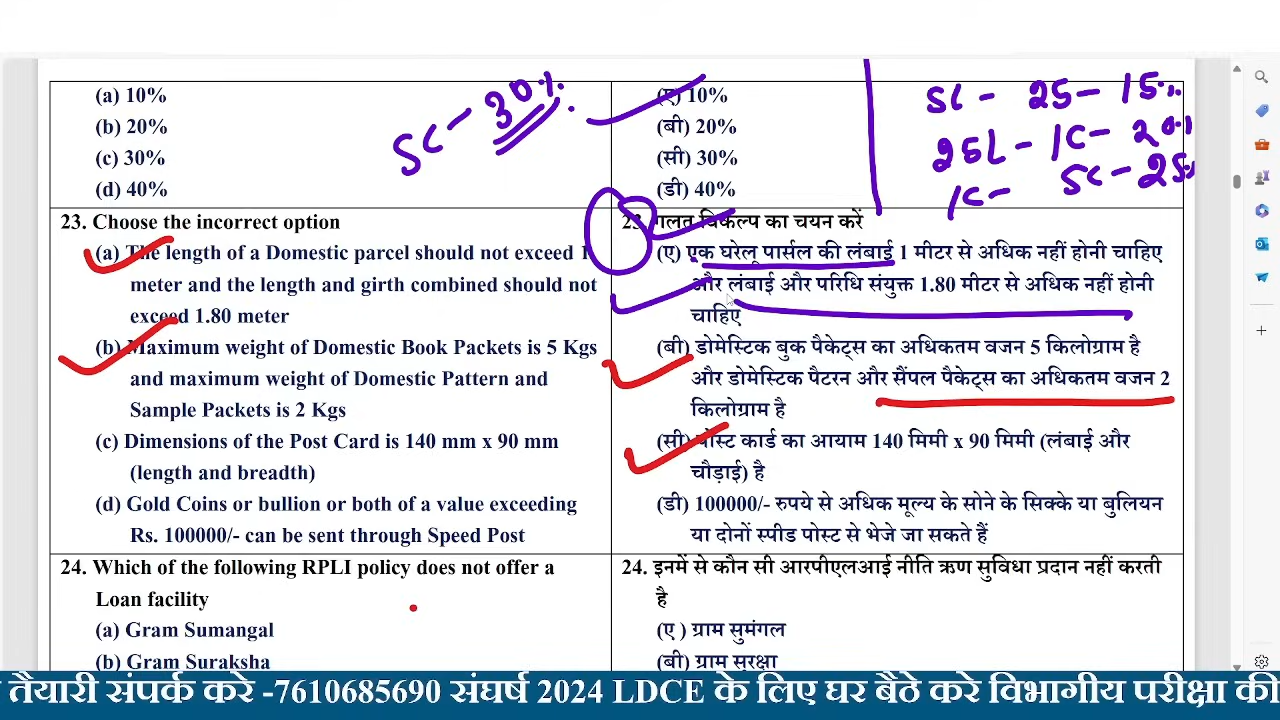 (a) 10%
(b) 20%
(c) 30%
(d) 40%
5C - 30%
(ए) 10%
(बी) 20%
(सी) 30%
(डी) 40%
5L - 25 - 15%
25L - 1C - 20%
1C - 5C - 25%
23. Choose the incorrect option
(a) The length of a Domestic parcel should not exceed 1
meter and the length and girth combined should not
exceed 1.80 meter
(b) Maximum weight of Domestic Book Packets is 5 Kgs
and maximum weight of Domestic Pattern and
Sample Packets is 2 Kgs
(c) Dimensions of the Post Card is 140 mm x 90 mm
(length and breadth)
(d) Gold Coins or bullion or both of a value exceeding
Rs. 100000/- can be sent through Speed Post
23. गलत विकल्प का चयन करें
(ए) एक घरेलू पार्सल की लंबाई 1 मीटर से अधिक नहीं होनी चाहिए
और लंबाई और परिधि संयुक्त 1.80 मीटर से अधिक नहीं होनी
चाहिए
(बी) डोमेस्टिक बुक पैकेट्स का अधिकतम वजन 5 किलोग्राम है
और डोमेस्टिक पैटरन और सैंपल पैकेट्स का अधिकतम वजन 2
किलोग्राम है
(सी) पोस्ट कार्ड का आयाम 140 मिमी x 90 मिमी (लंबाई और
चौड़ाई) है
(डी) 100000/- रुपये से अधिक मूल्य के सोने के सिक्के या बुलियन
या दोनों स्पीड पोस्ट से भेजे जा सकते हैं
24. Which of the following RPLI policy does not offer a
Loan facility
(a) Gram Sumangal
(b) Gram Suraksha
24. इनमें से कौन सी आरपीएलआई नीति ऋण सुविधा प्रदान नहीं करती
है
(ए ) ग्राम सुमंगल
(बी) ग्राम सुरक्षा
तैयारी संपर्क करे -7610685690 संघर्ष 2024 LDCE के लिए घर बैठे करे विभागीय परीक्षा की